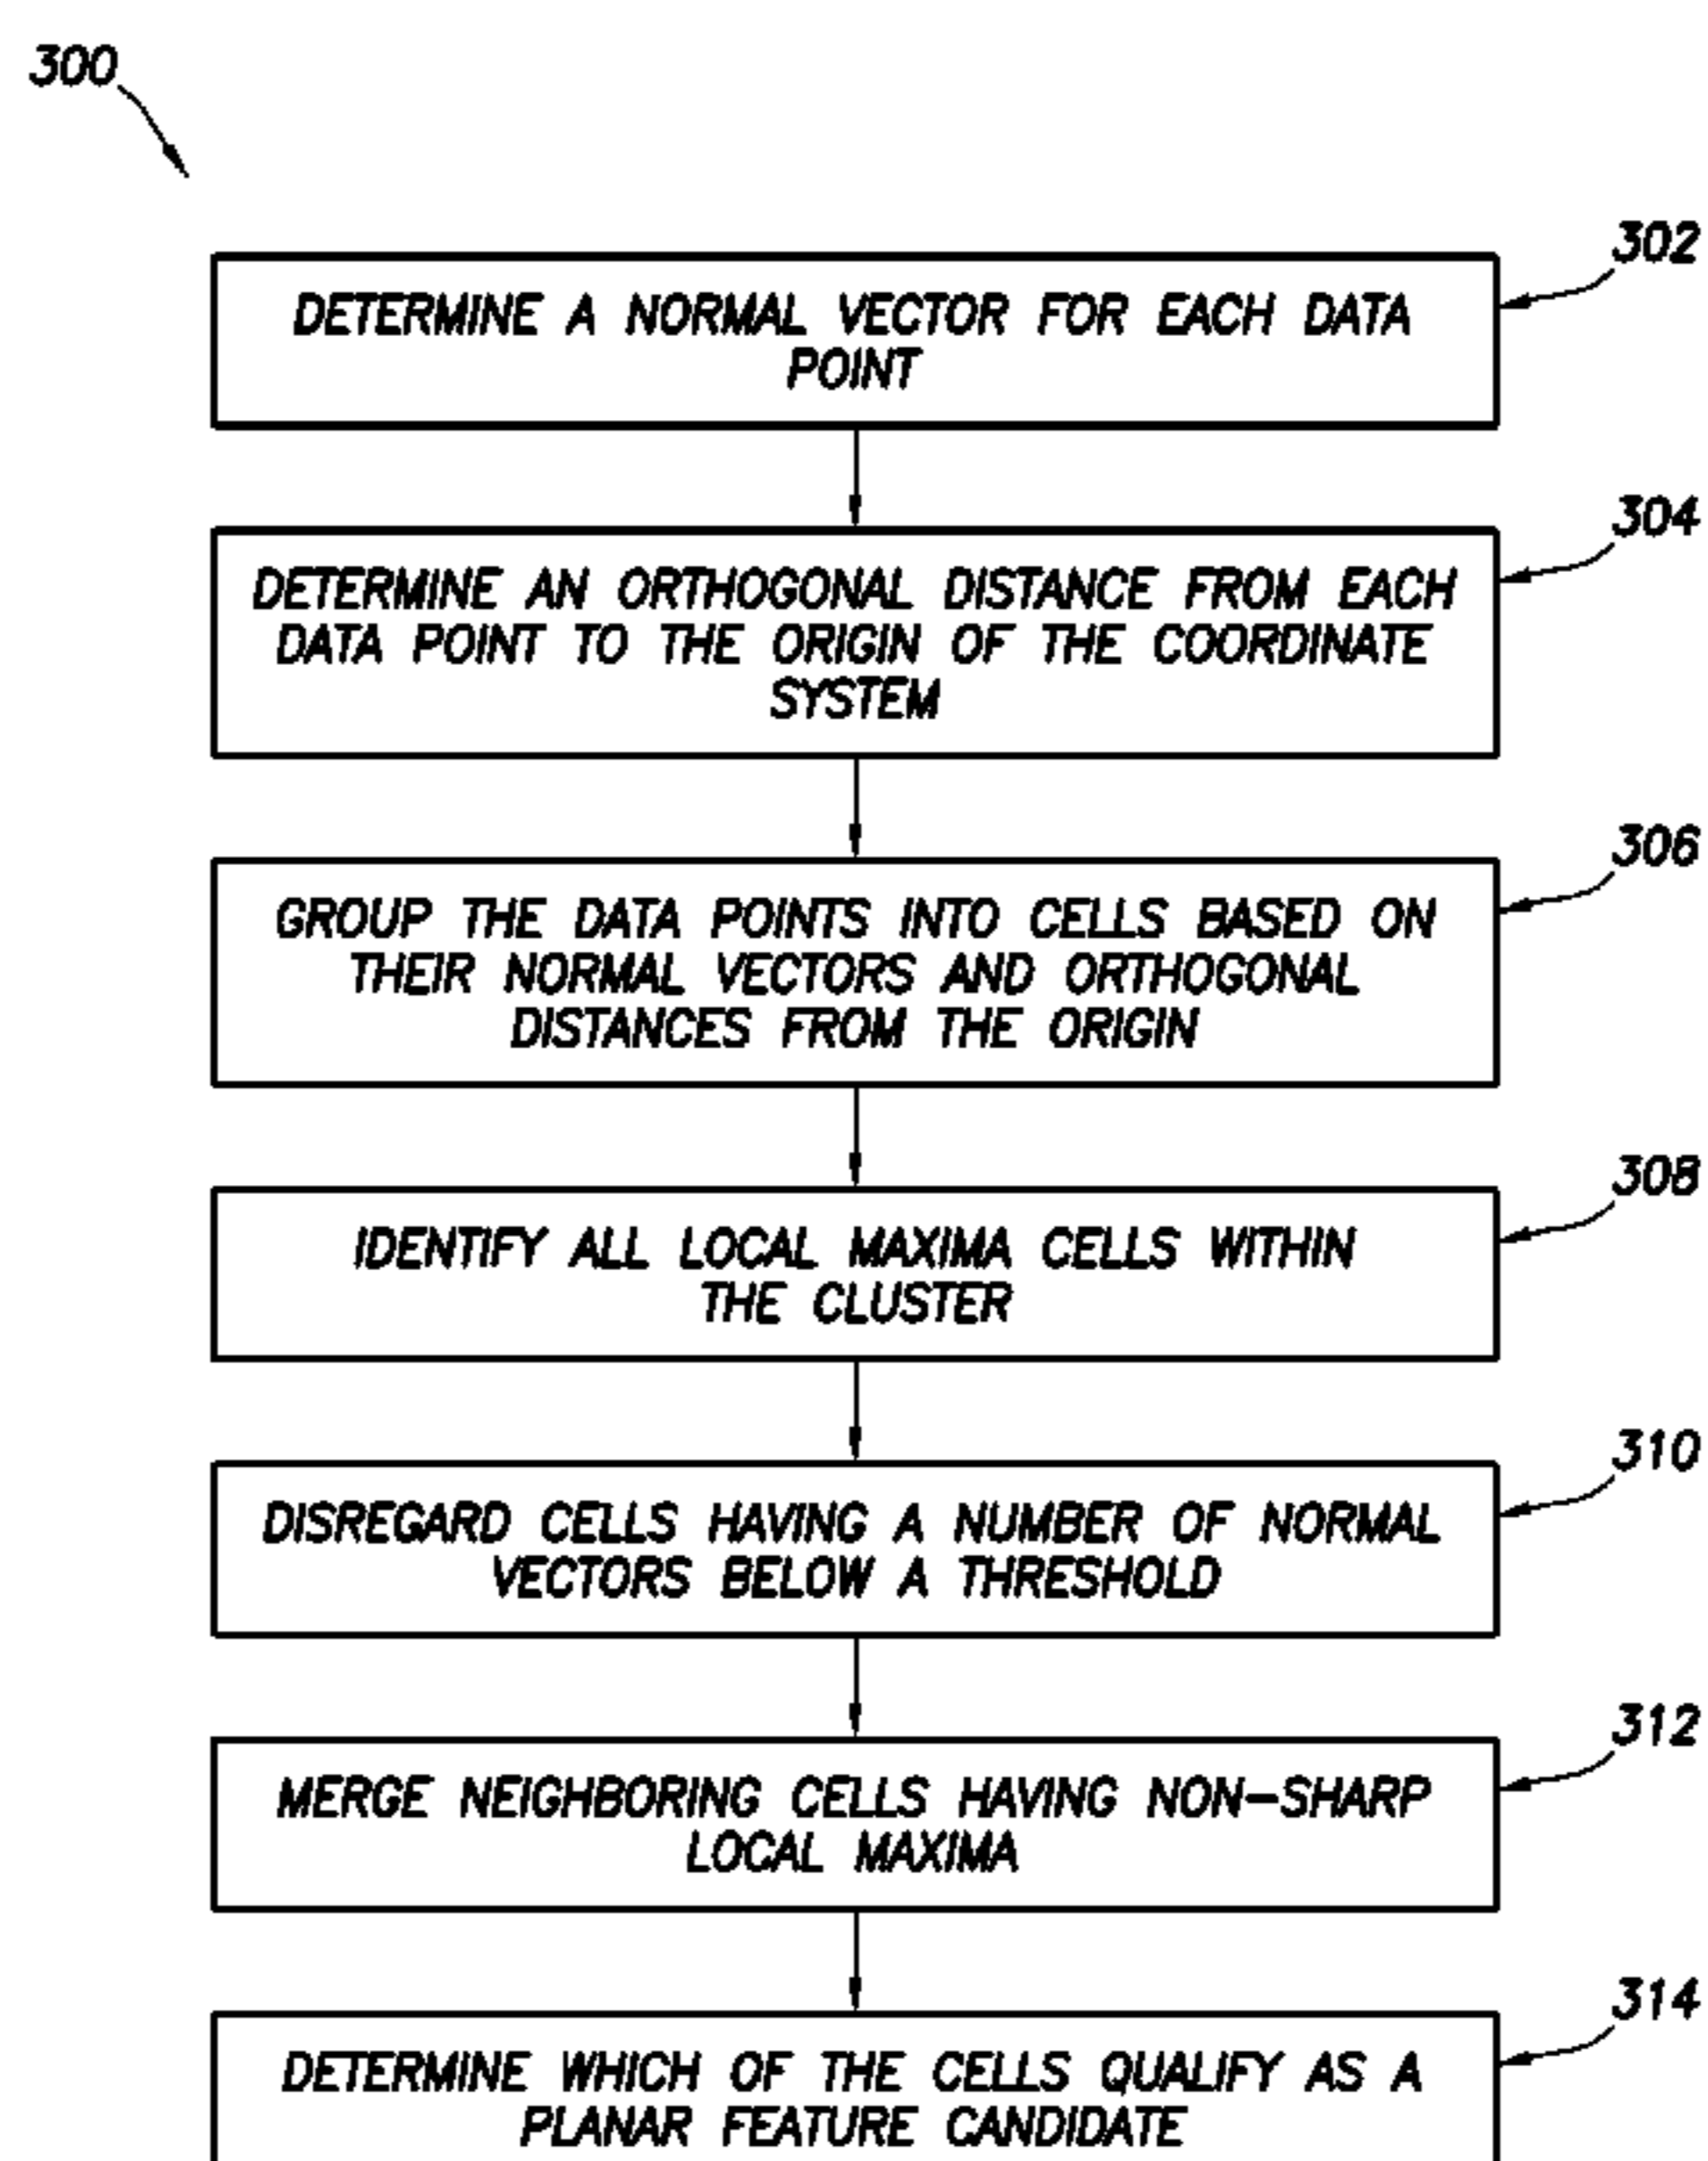 300
302
DETERMINE A NORMAL VECTOR FOR EACH DATA
POINT
304
DETERMINE AN ORTHOGONAL DISTANCE FROM EACH
DATA POINT TO THE ORIGIN OF THE COORDINATE
SYSTEM
306
GROUP THE DATA POINTS INTO CELLS BASED ON
THEIR NORMAL VECTORS AND ORTHOGONAL
DISTANCES FROM THE ORIGIN
308
IDENTIFY ALL LOCAL MAXIMA CELLS WITHIN
THE CLUSTER
310
DISREGARD CELLS HAVING A NUMBER OF NORMAL
VECTORS BELOW A THRESHOLD
312
MERGE NEIGHBORING CELLS HAVING NON-SHARP
LOCAL MAXIMA
314
DETERMINE WHICH OF THE CELLS QUALIFY AS A
PLANAR FEATURE CANDIDATE